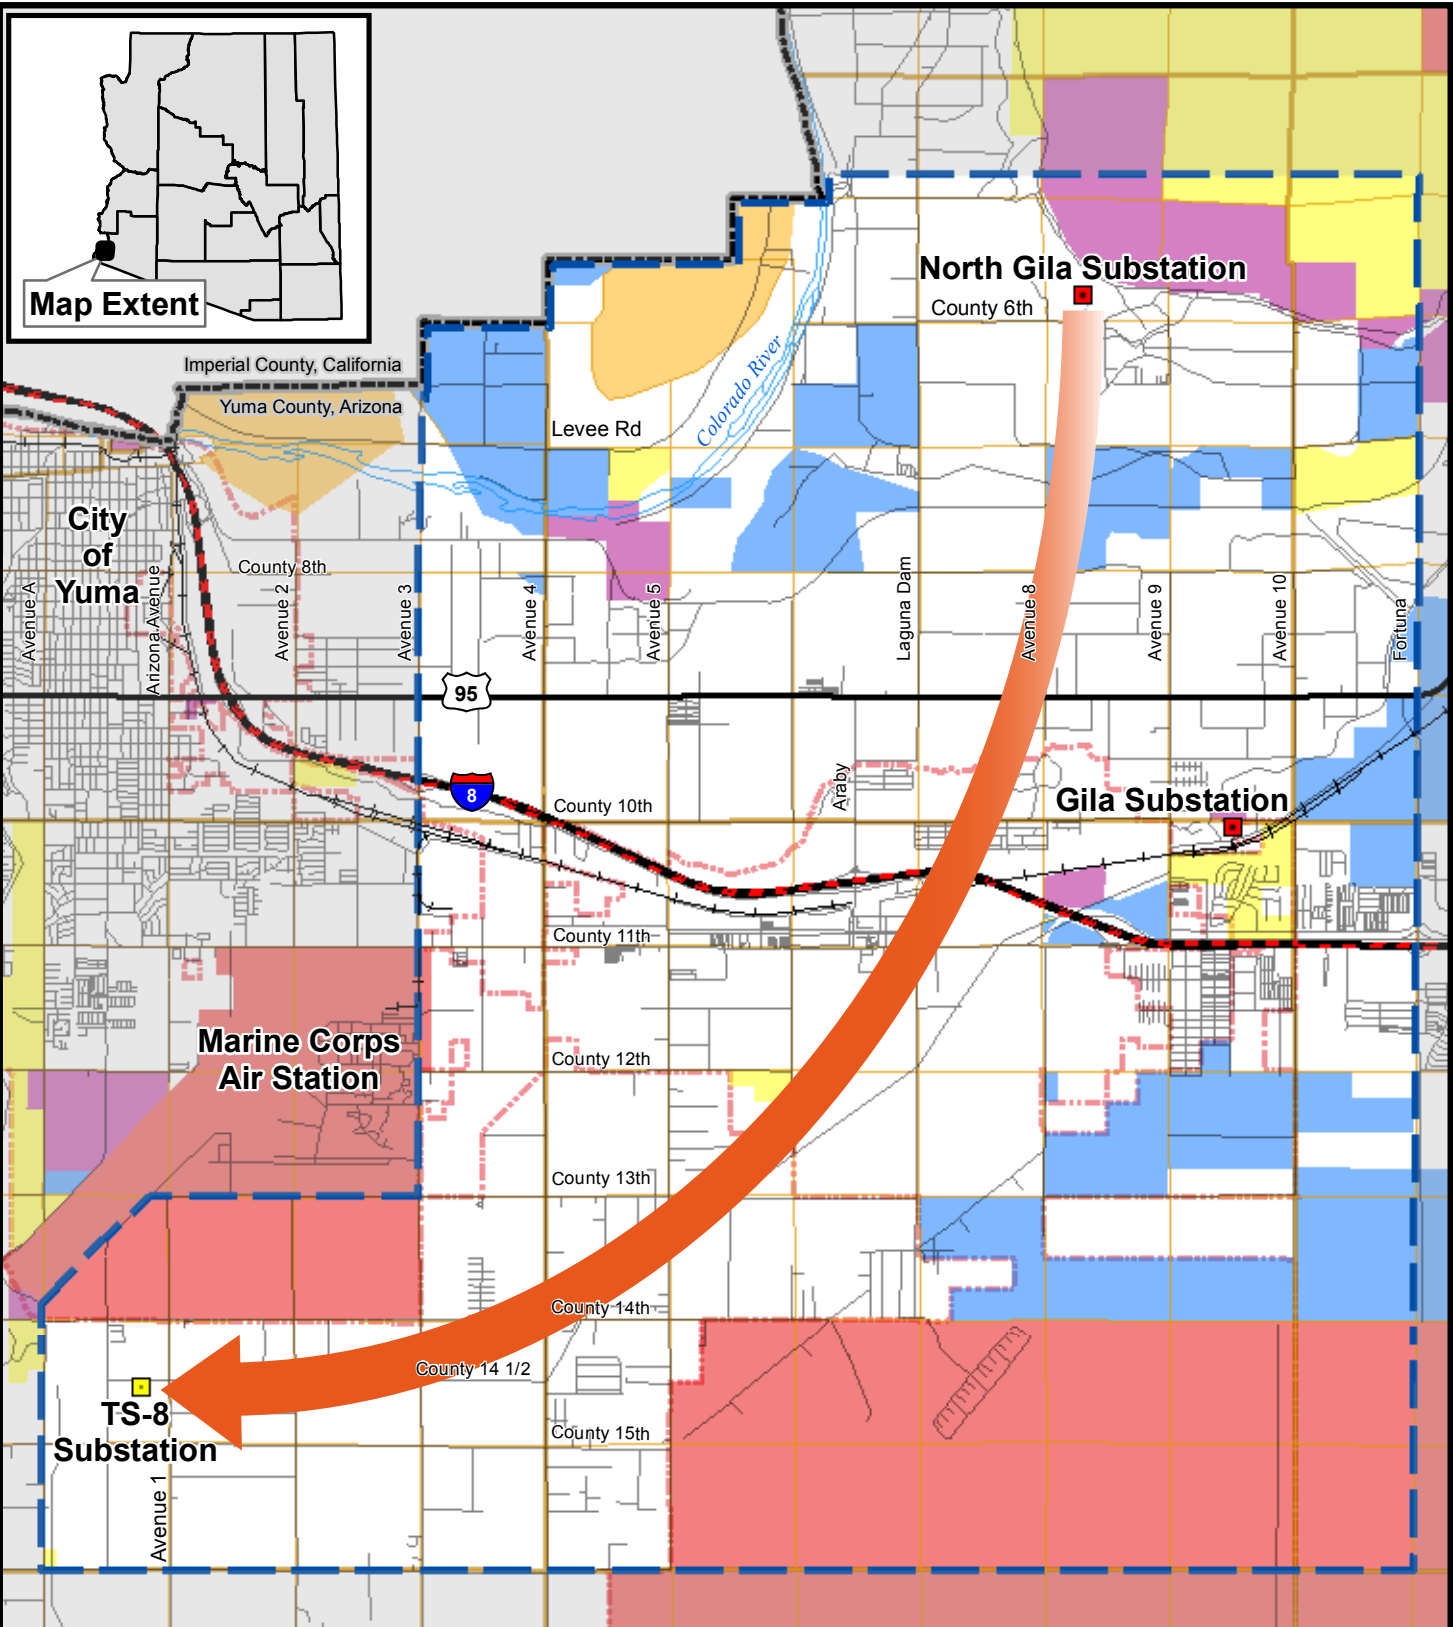 Map Extent
Imperial County, California
Yuma County, Arizona
North Gila Substation
County 6th
Colorado River
Levee Rd
City
of
Yuma
County 8th
Avenue A
Arizona Avenue
Avenue 2
Avenue 3
Avenue 4
Avenue 5
Laguna Dam
Avenue 8
Avenue 9
Avenue 10
Fortuna
95
8
County 10th
Araby
Gila Substation
County 11th
Marine Corps
Air Station
County 12th
County 13th
County 14th
County 14 1/2
TS-8
Substation
County 15th
Avenue 1